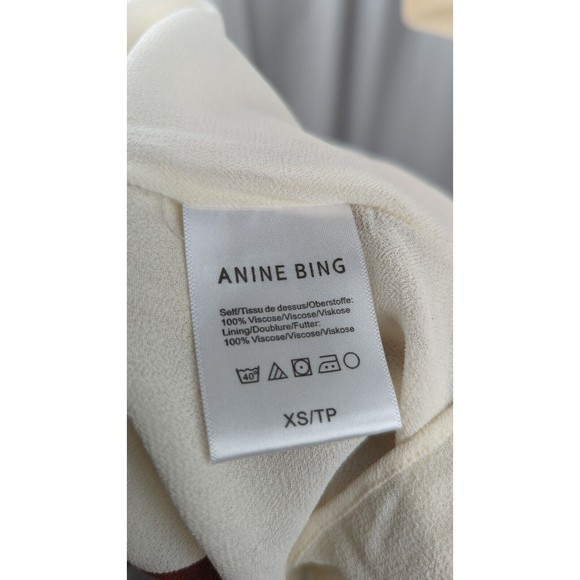 ANINE BING
Self/Tissu de dessus/Oberstoffe:
100% Viscose/Viscose/Viskose
Lining/Doublure/Futter:
100% Viscose/Viscose/Viskose
40°
XS/TP